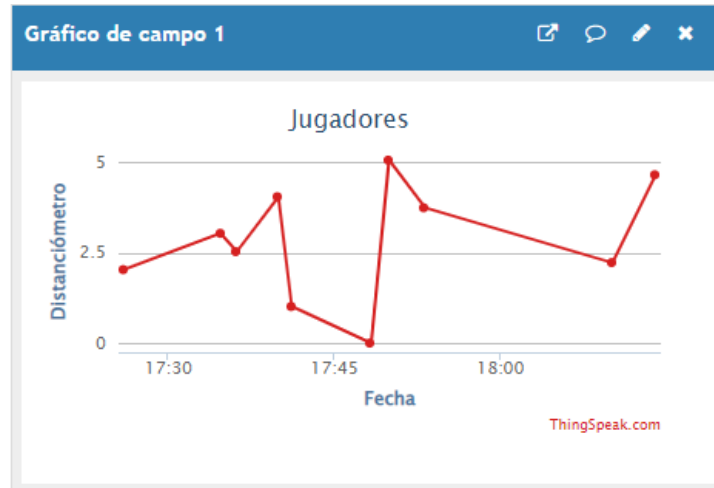 Gráfico de campo 1
Jugadores
Distanciómetro
5
2.5
0
17:30
17:45
18:00
Fecha
ThingSpeak.com